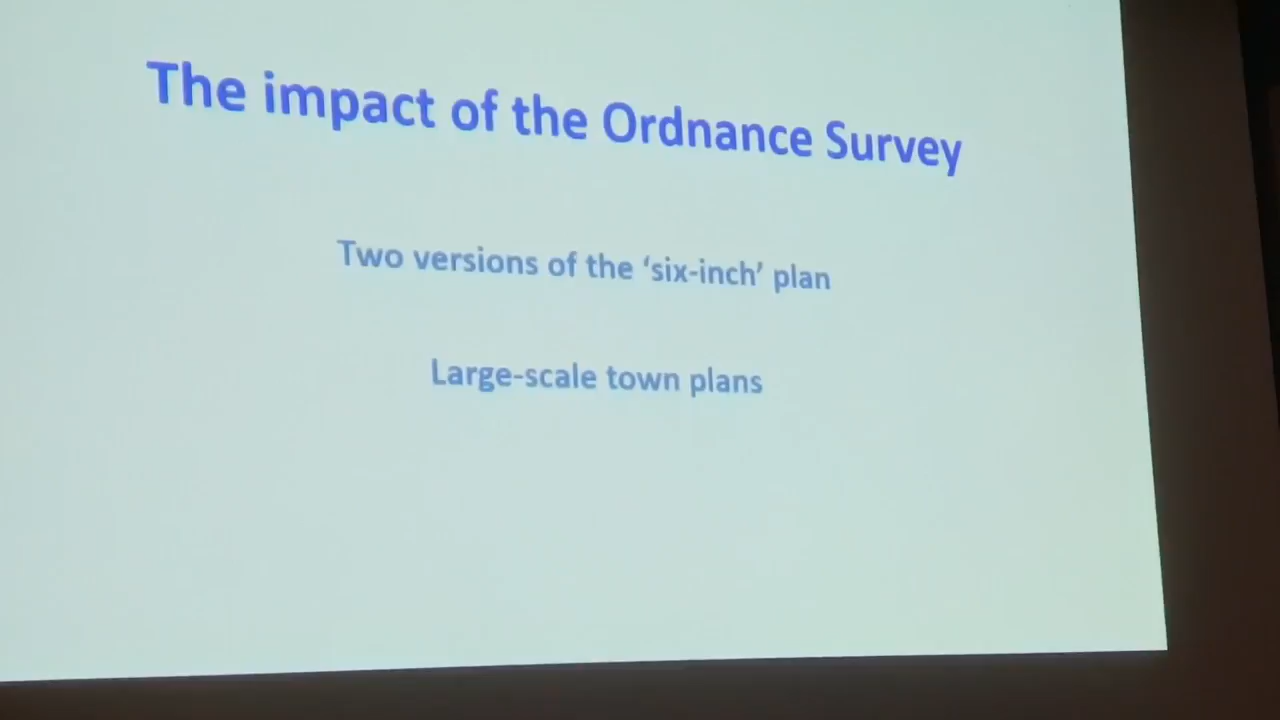 The impact of the Ordnance Survey
Two versions of the ‘six-inch’ plan
Large-scale town plans